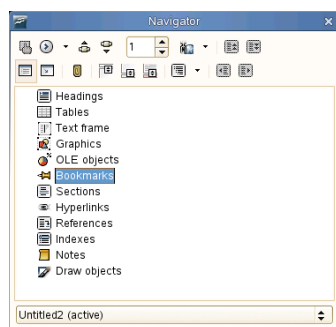 Navigator
1
Headings
Tables
Text frame
Graphics
OLE objects
Bookmarks
Sections
Hyperlinks
References
Indexes
Notes
Draw objects
Untitled2 (active)